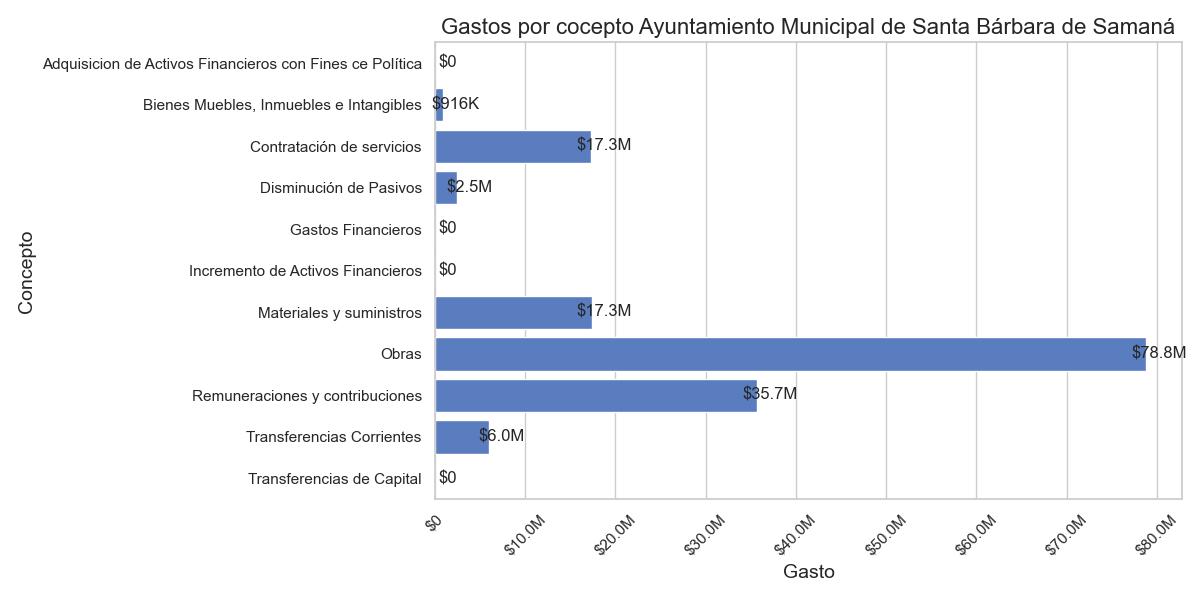 Gastos por cocepto Ayuntamiento Municipal de Santa Bárbara de Samaná
Concepto
Adquisicion de Activos Financieros con Fines ce Política $0
Bienes Muebles, Inmuebles e Intangibles $916K
Contratación de servicios $17.3M
Disminución de Pasivos $2.5M
Gastos Financieros $0
Incremento de Activos Financieros $0
Materiales y suministros $17.3M
Obras $78.8M
Remuneraciones y contribuciones $35.7M
Transferencias Corrientes $6.0M
Transferencias de Capital $0
$0 $10.0M $20.0M $30.0M $40.0M $50.0M $60.0M $70.0M $80.0M
Gasto